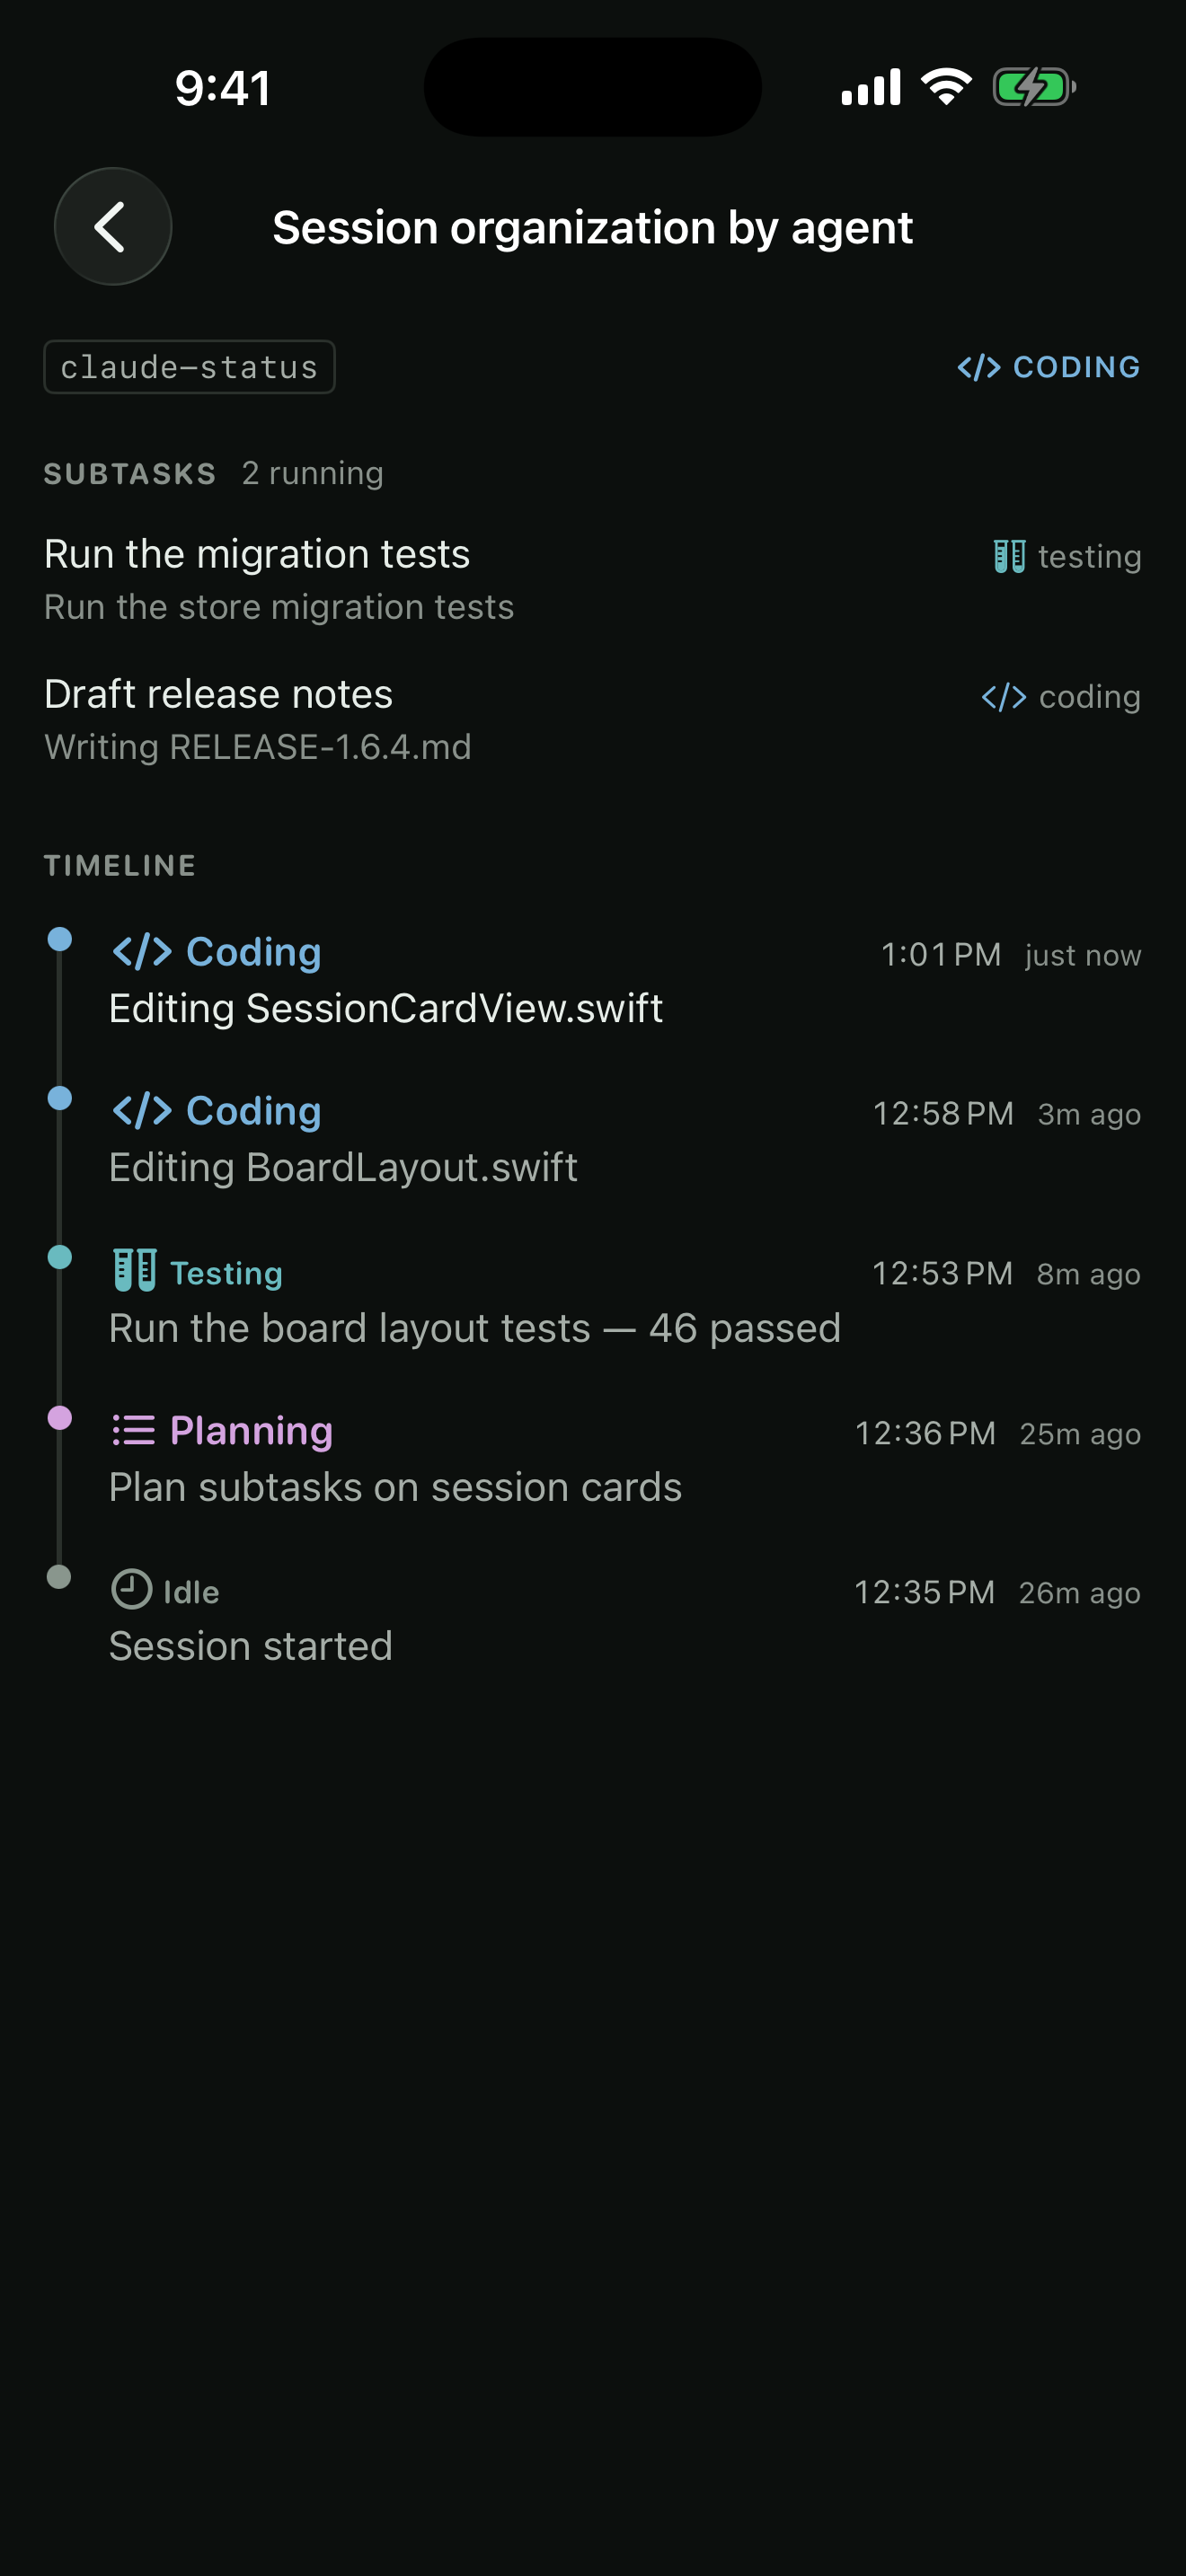 9:41
Session organization by agent
claude-status
</> CODING
SUBTASKS 2 running
Run the migration tests
testing
Run the store migration tests
Draft release notes
</> coding
Writing RELEASE-1.6.4.md
TIMELINE
</> Coding 1:01 PM just now
Editing SessionCardView.swift
</> Coding 12:58 PM 3m ago
Editing BoardLayout.swift
Testing 12:53 PM 8m ago
Run the board layout tests — 46 passed
Planning 12:36 PM 25m ago
Plan subtasks on session cards
Idle 12:35 PM 26m ago
Session started